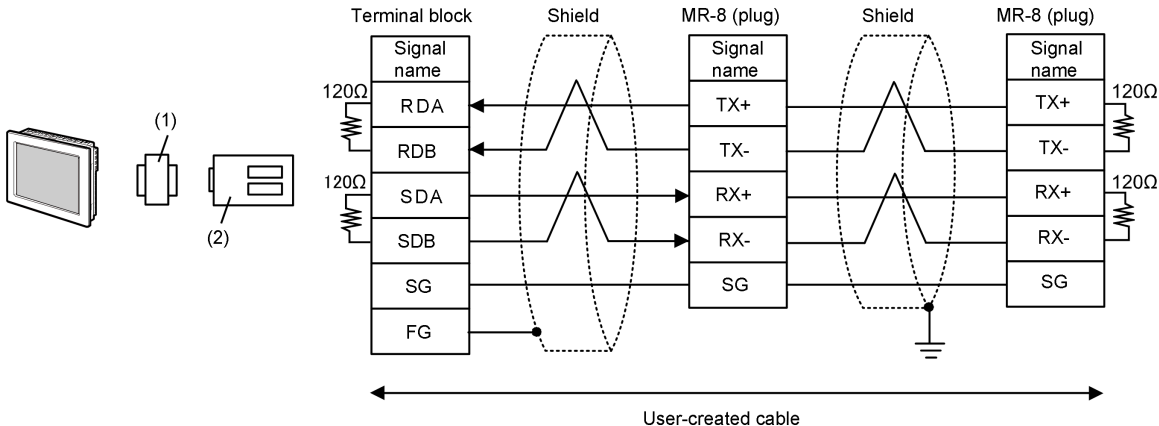 Terminal block
Shield
MR-8 (plug)
Shield
MR-8 (plug)
Signal
name
Signal
name
Signal
name
120Ω
RDA
TX+
TX+
120Ω
(1)
RDB
TX-
TX-
120Ω
SDA
RX+
RX+
120Ω
(2)
SDB
RX-
RX-
SG
SG
SG
FG
User-created cable